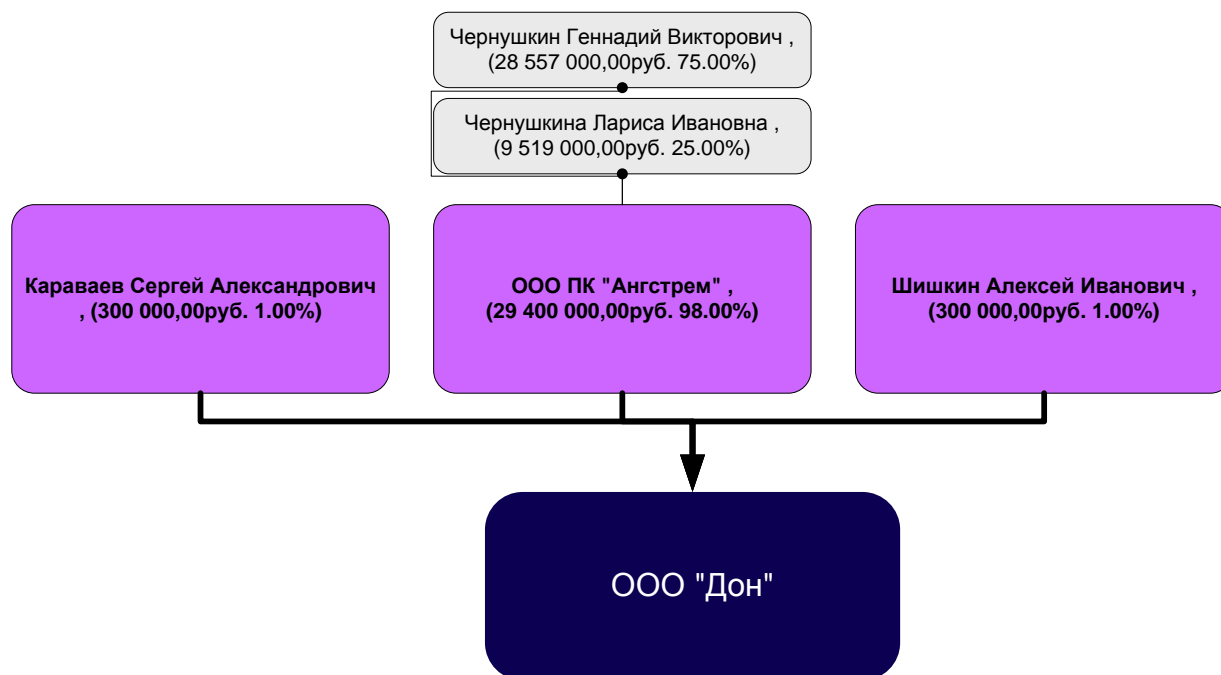 Чернушкин Геннадий Викторович ,
(28 557 000,00руб. 75.00%)
Чернушкина Лариса Ивановна ,
(9 519 000,00руб. 25.00%)
Караваев Сергей Александрович
, (300 000,00руб. 1.00%)
ООО ПК "Ангстрем" ,
(29 400 000,00руб. 98.00%)
Шишкин Алексей Иванович ,
(300 000,00руб. 1.00%)
ООО "Дон"